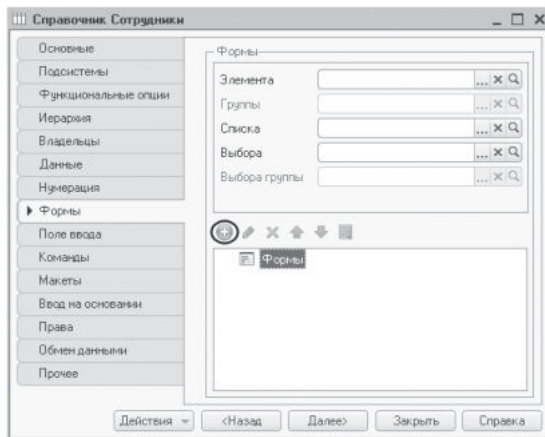 Справочник Сотрудники
Основные
Подсистемы
Функциональные опции
Иерархия
Владельцы
Данные
Нумерация
Формы
Поле ввода
Команды
Макеты
Ввод на основании
Права
Обмен данными
Прочее
Формы
Элемента
Группы
Списка
Выбора
Выбора группы
Формы
Действия
<Назад
Далее>
Закрыть
Справка